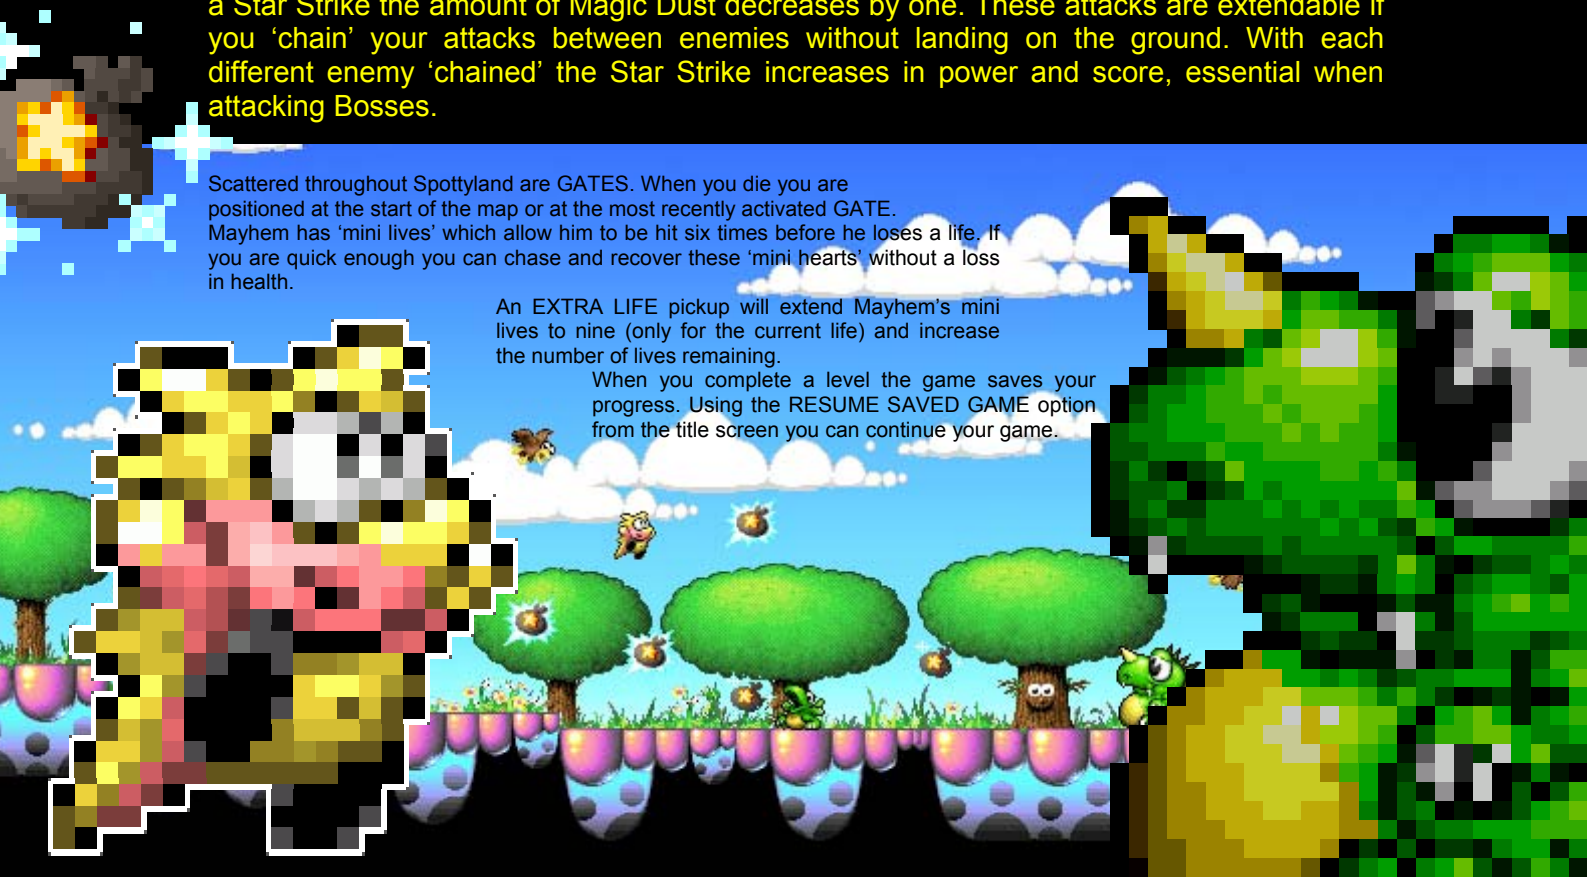 a Star Strike the amount of Magic Dust decreases by one. These attacks are extendable if
you ‘chain’ your attacks between enemies without landing on the ground. With each
different enemy ‘chained’ the Star Strike increases in power and score, essential when
attacking Bosses.
Scattered throughout Spottyland are GATES. When you die you are
positioned at the start of the map or at the most recently activated GATE.
Mayhem has ‘mini lives’ which allow him to be hit six times before he loses a life. If
you are quick enough you can chase and recover these ‘mini hearts’ without a loss
in health.
An EXTRA LIFE pickup will extend Mayhem’s mini
lives to nine (only for the current life) and increase
the number of lives remaining.
When you complete a level the game saves your
progress. Using the RESUME SAVED GAME option
from the title screen you can continue your game.